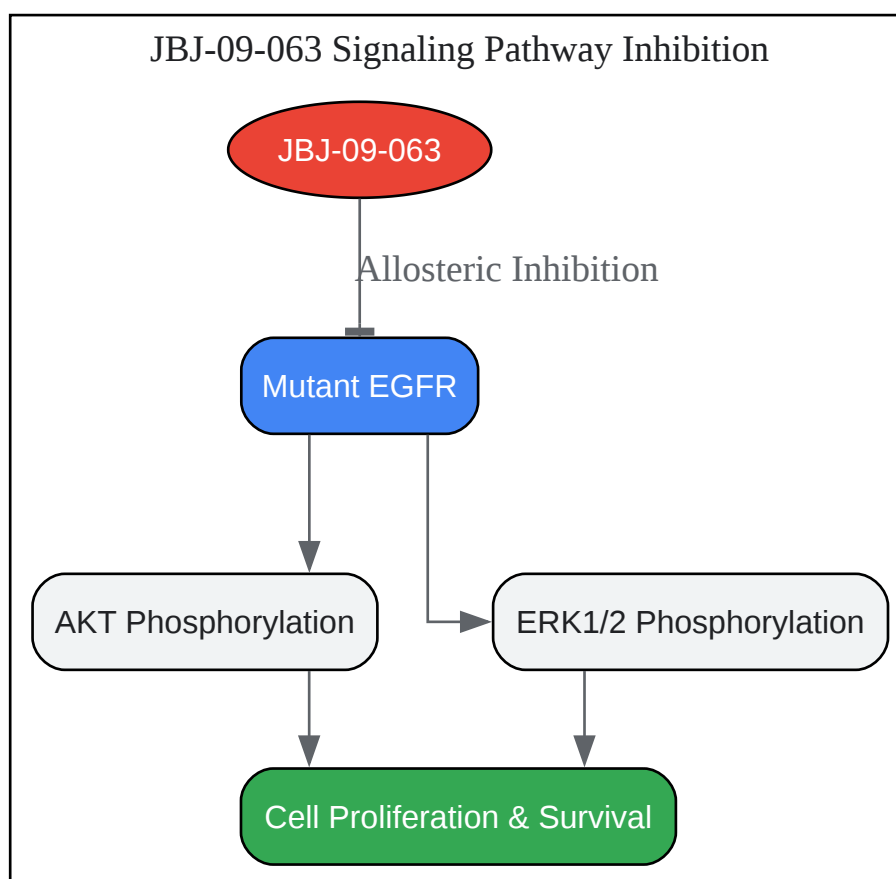 JBJ-09-063 Signaling Pathway Inhibition
JBJ-09-063
Allosteric Inhibition
Mutant EGFR
AKT Phosphorylation
ERK1/2 Phosphorylation
Cell Proliferation & Survival